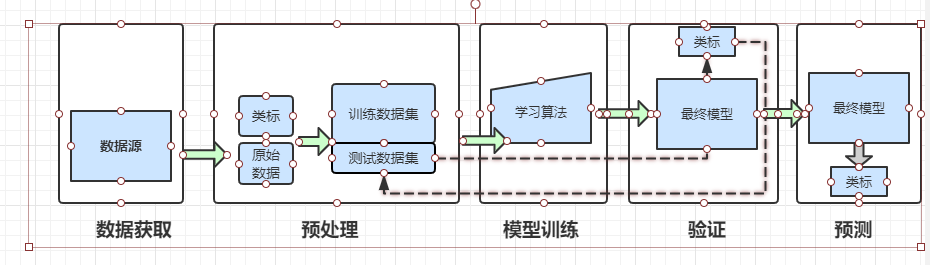 数据源
数据获取
类标
原始
数据
训练数据集
测试数据集
预处理
学习算法
模型训练
类标
最终模型
验证
最终模型
类标
预测